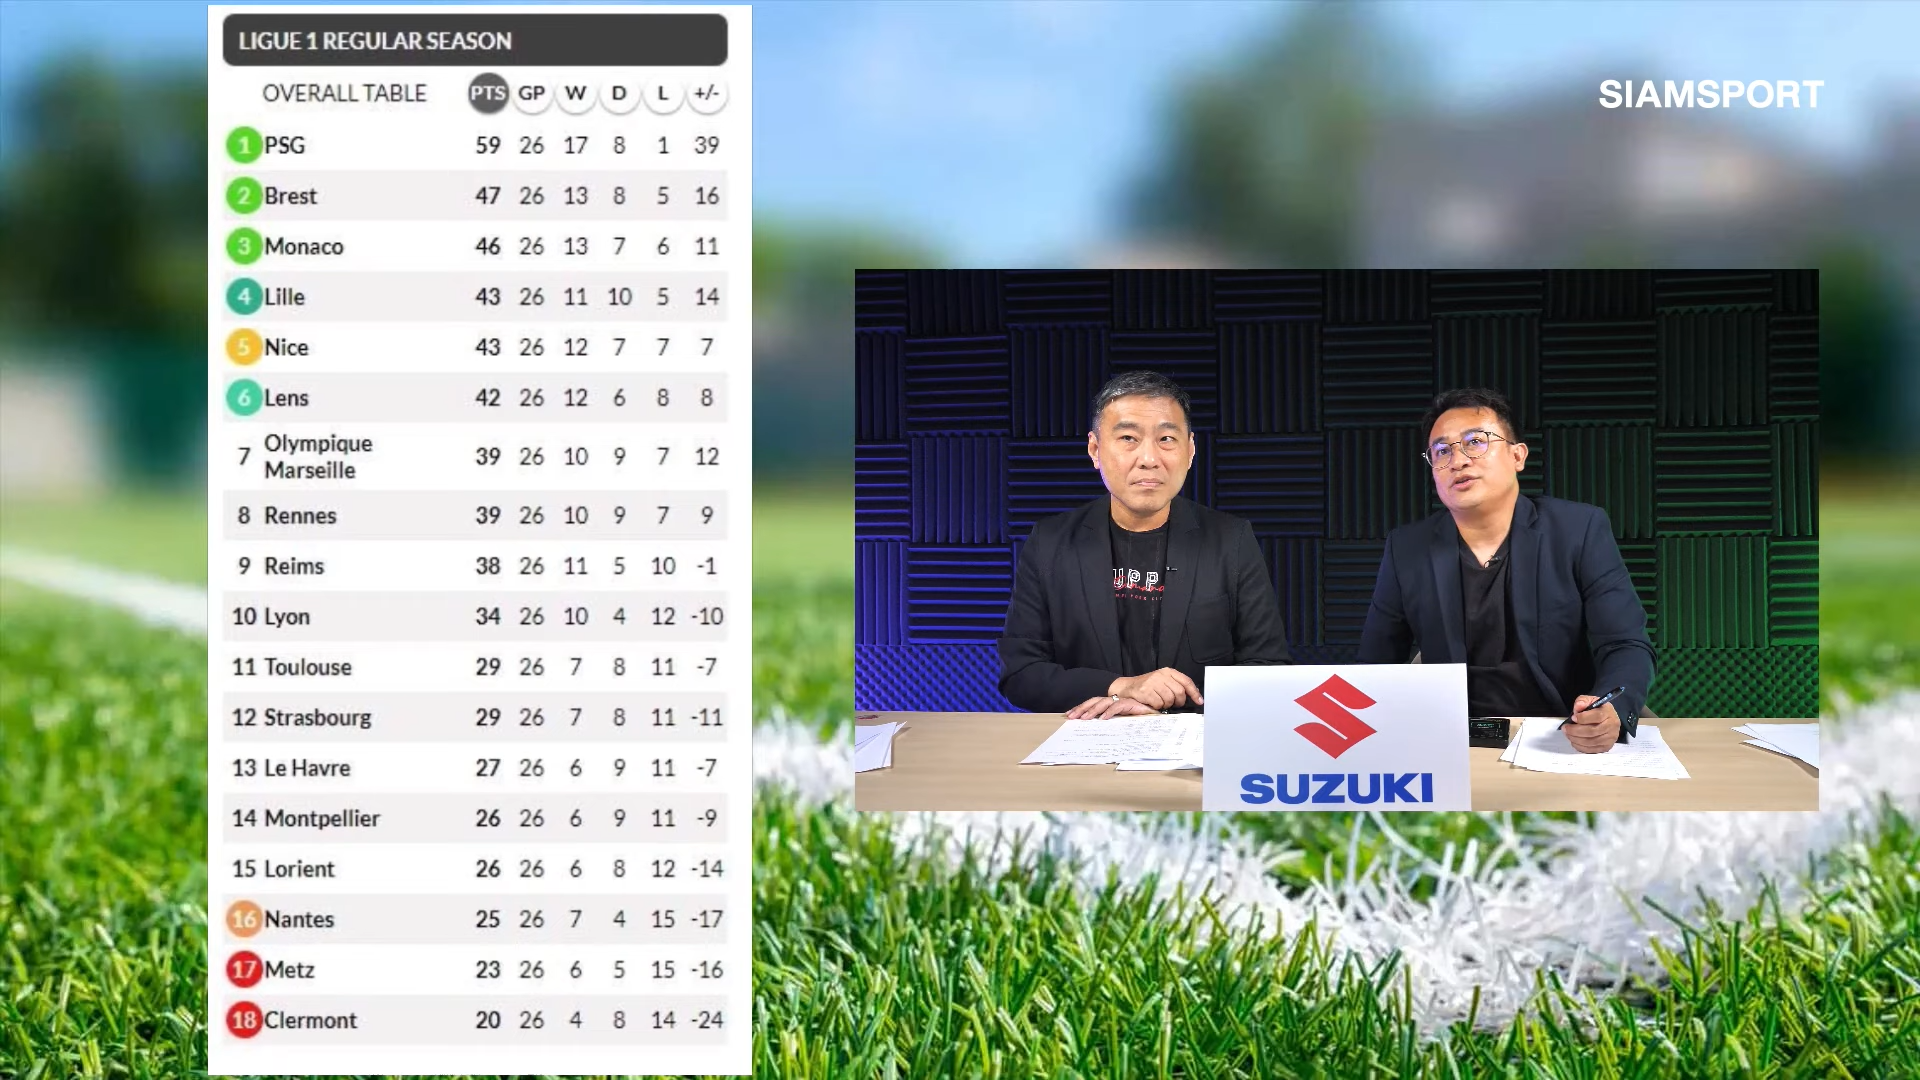 LIGUE 1 REGULAR SEASON
OVERALL TABLE PTS GP W D L +/-
1 PSG 59 26 17 8 1 39
2 Brest 47 26 13 8 5 16
3 Monaco 46 26 13 7 6 11
4 Lille 43 26 11 10 5 14
5 Nice 43 26 12 7 7 7
6 Lens 42 26 12 6 8 8
7 Olympique
Marseille 39 26 10 9 7 12
8 Rennes 39 26 10 9 7 9
9 Reims 38 26 11 5 10 -1
10 Lyon 34 26 10 4 12 -10
11 Toulouse 29 26 7 8 11 -7
12 Strasbourg 29 26 7 8 11 -11
13 Le Havre 27 26 6 9 11 -7
14 Montpellier 26 26 6 9 11 -9
15 Lorient 26 26 6 8 12 -14
16 Nantes 25 26 7 4 15 -17
17 Metz 23 26 6 5 15 -16
18 Clermont 20 26 4 8 14 -24
SIAMSPORT
SUZUKI